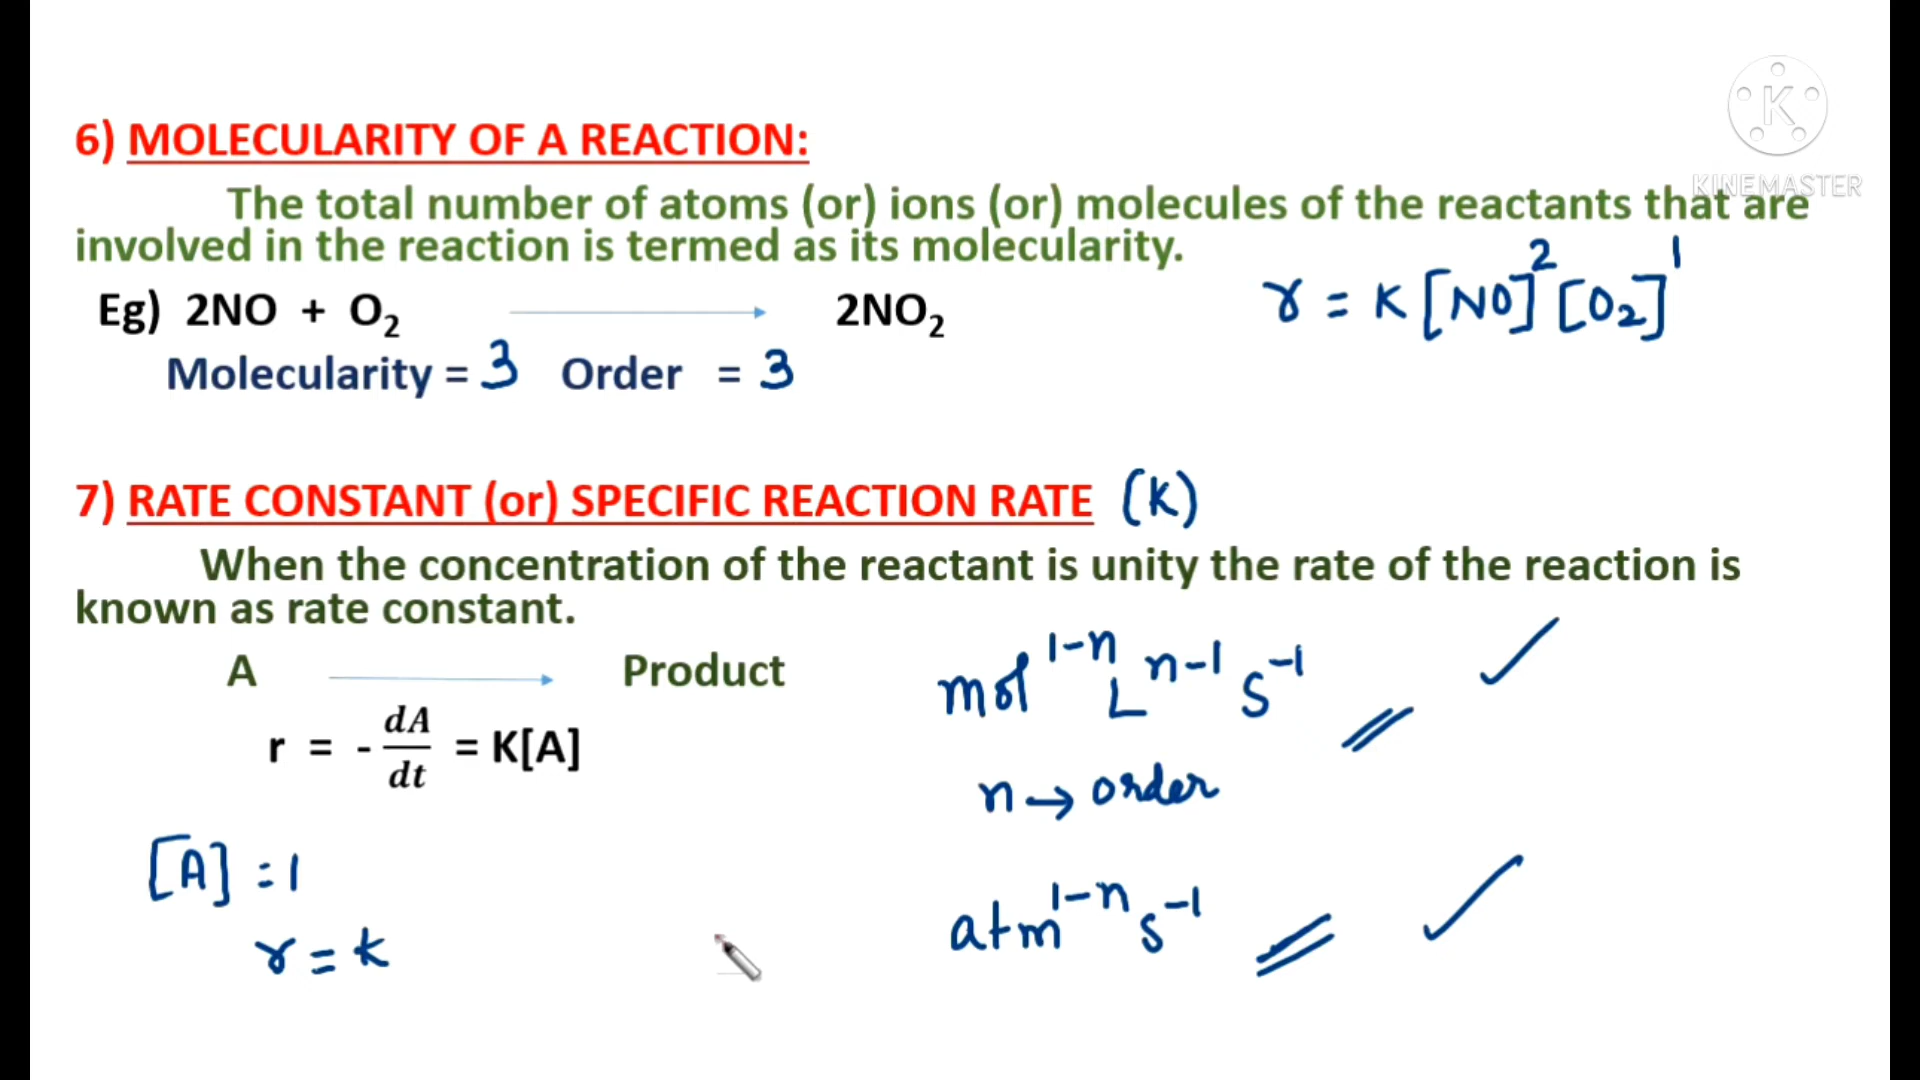 K
KINEMASTER
6) MOLECULARITY OF A REACTION:
The total number of atoms (or) ions (or) molecules of the reactants that are
involved in the reaction is termed as its molecularity.
Eg) 2NO + O₂ → 2NO₂
r = K [NO]² [O₂]¹
Molecularity = 3 Order = 3
7) RATE CONSTANT (or) SPECIFIC REACTION RATE (K)
When the concentration of the reactant is unity the rate of the reaction is
known as rate constant.
A → Product
r = - dA/dt = K[A]
mol¹⁻ⁿ Lⁿ⁻¹ s⁻¹
n → order
[A] = 1
r = k
atm¹⁻ⁿ s⁻¹